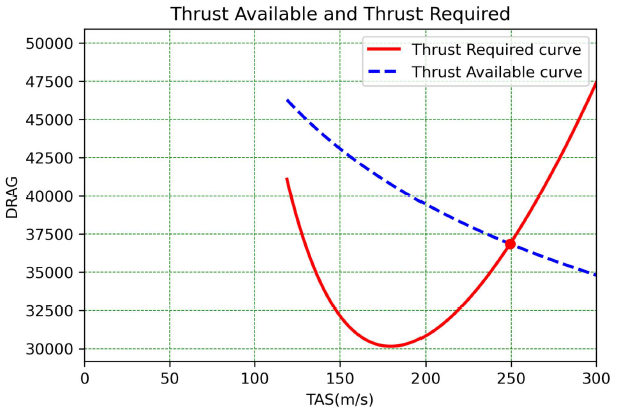 Thrust Available and Thrust Required
50000
47500
45000
42500
40000
37500
35000
32500
30000
DRAG
Thrust Required curve
Thrust Available curve
0 50 100 150 200 250 300
TAS(m/s)